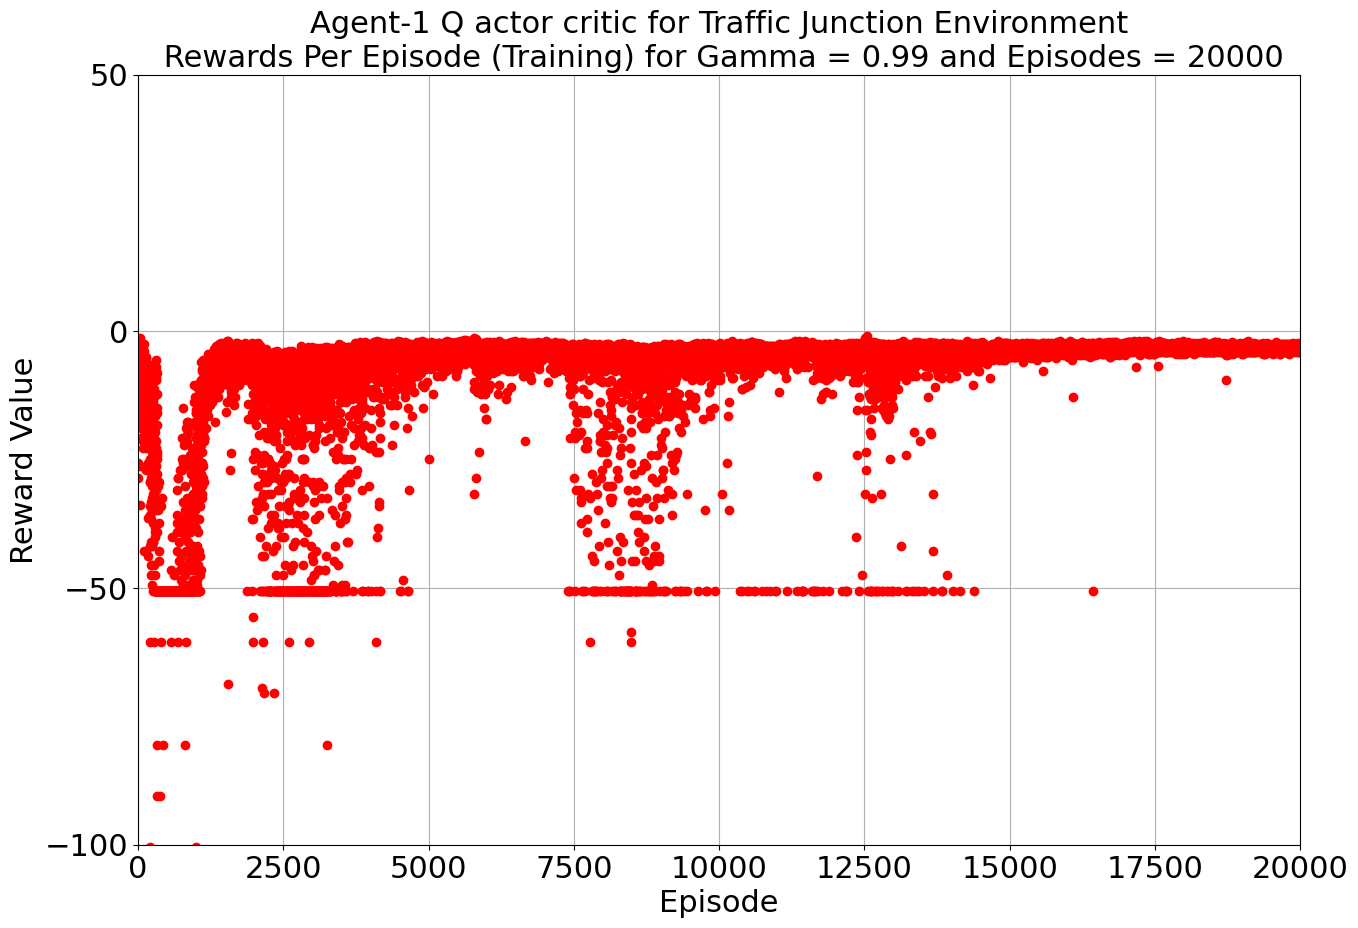 Agent-1 Q actor critic for Traffic Junction Environment
Rewards Per Episode (Training) for Gamma = 0.99 and Episodes = 20000
50
0
−50
−100
Reward Value
0 2500 5000 7500 10000 12500 15000 17500 20000
Episode